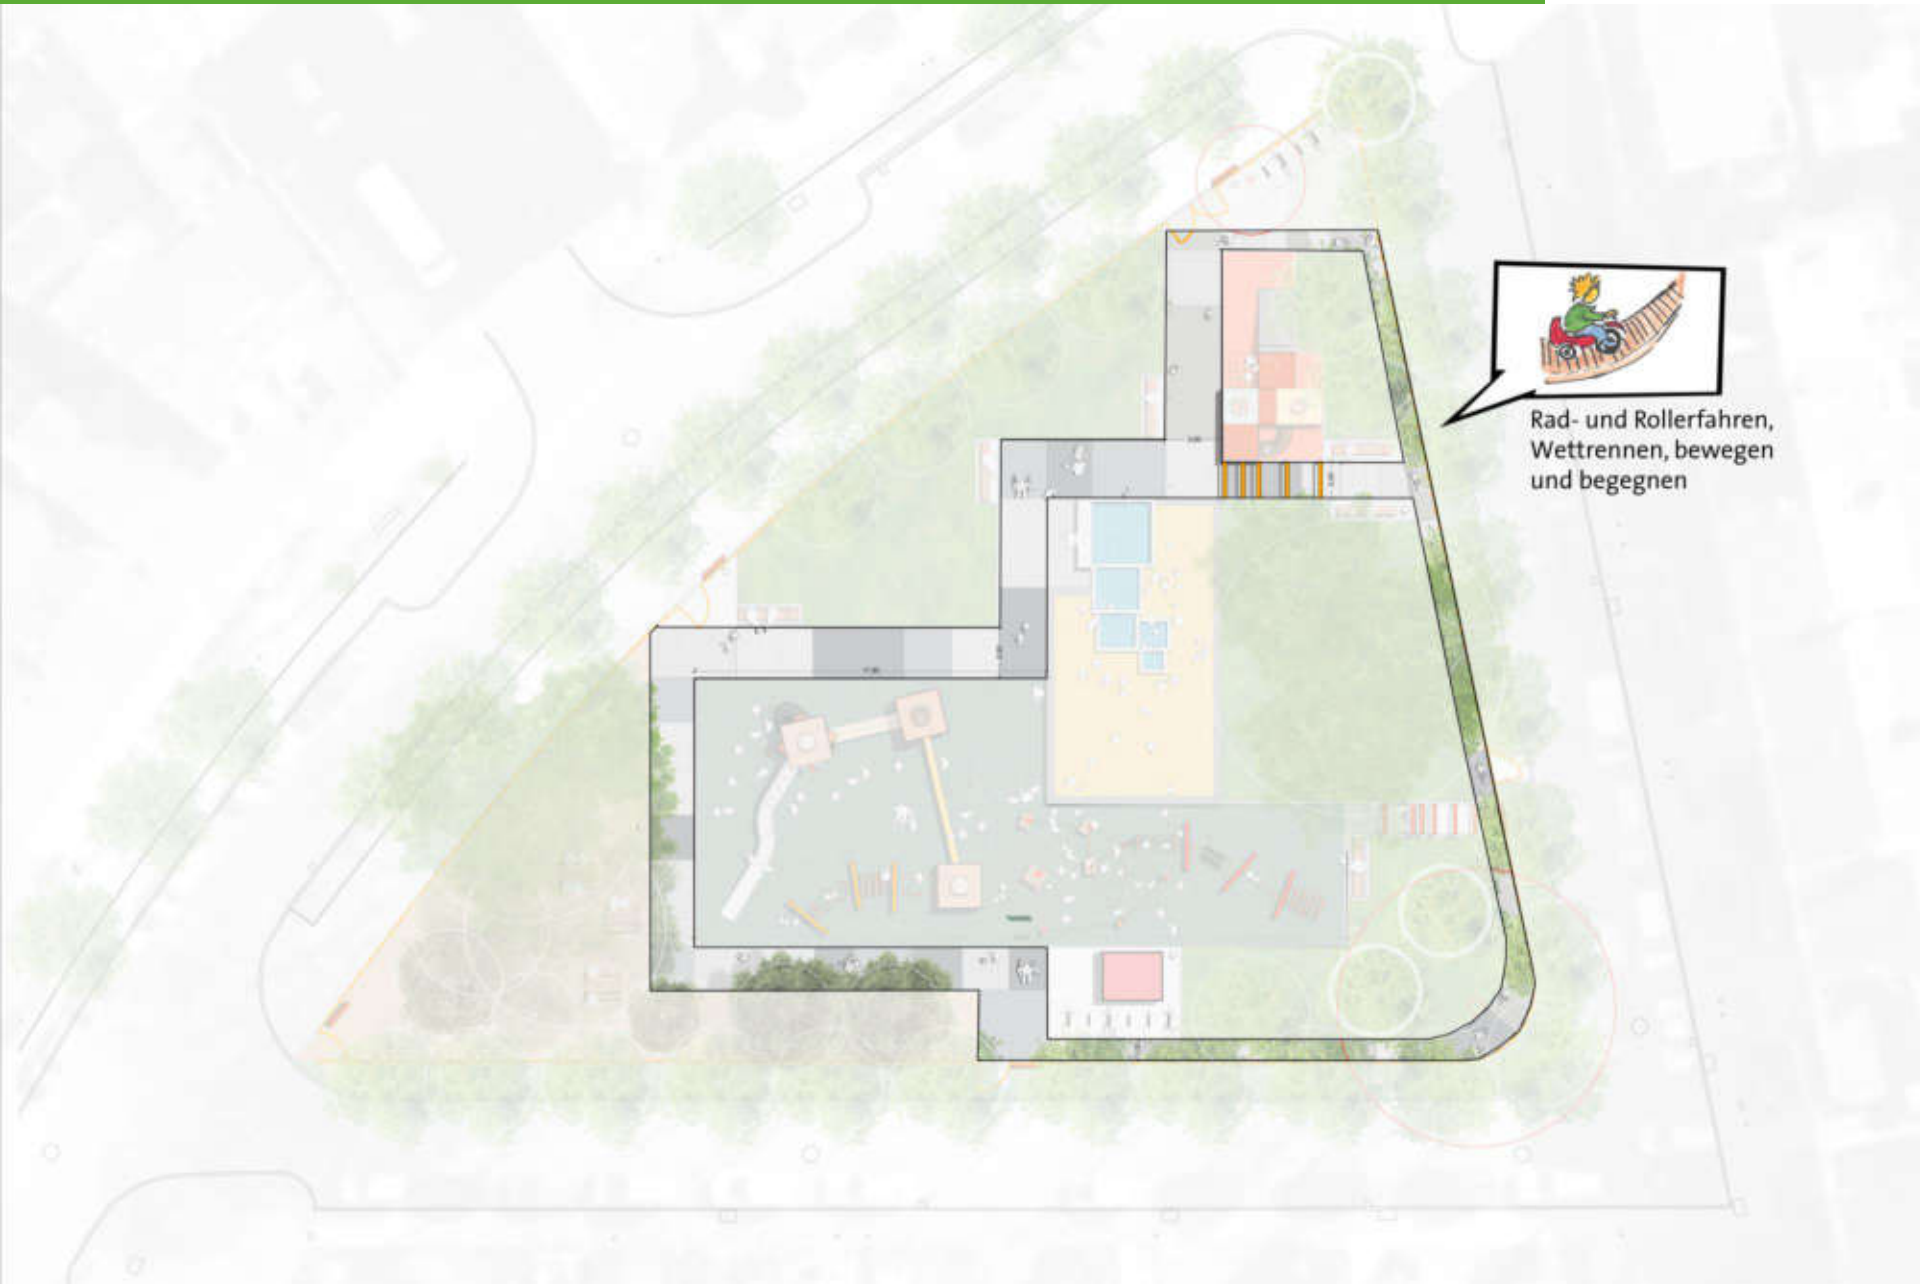 Rad- und Rollerfahren,
Wettrennen, bewegen
und begegnen